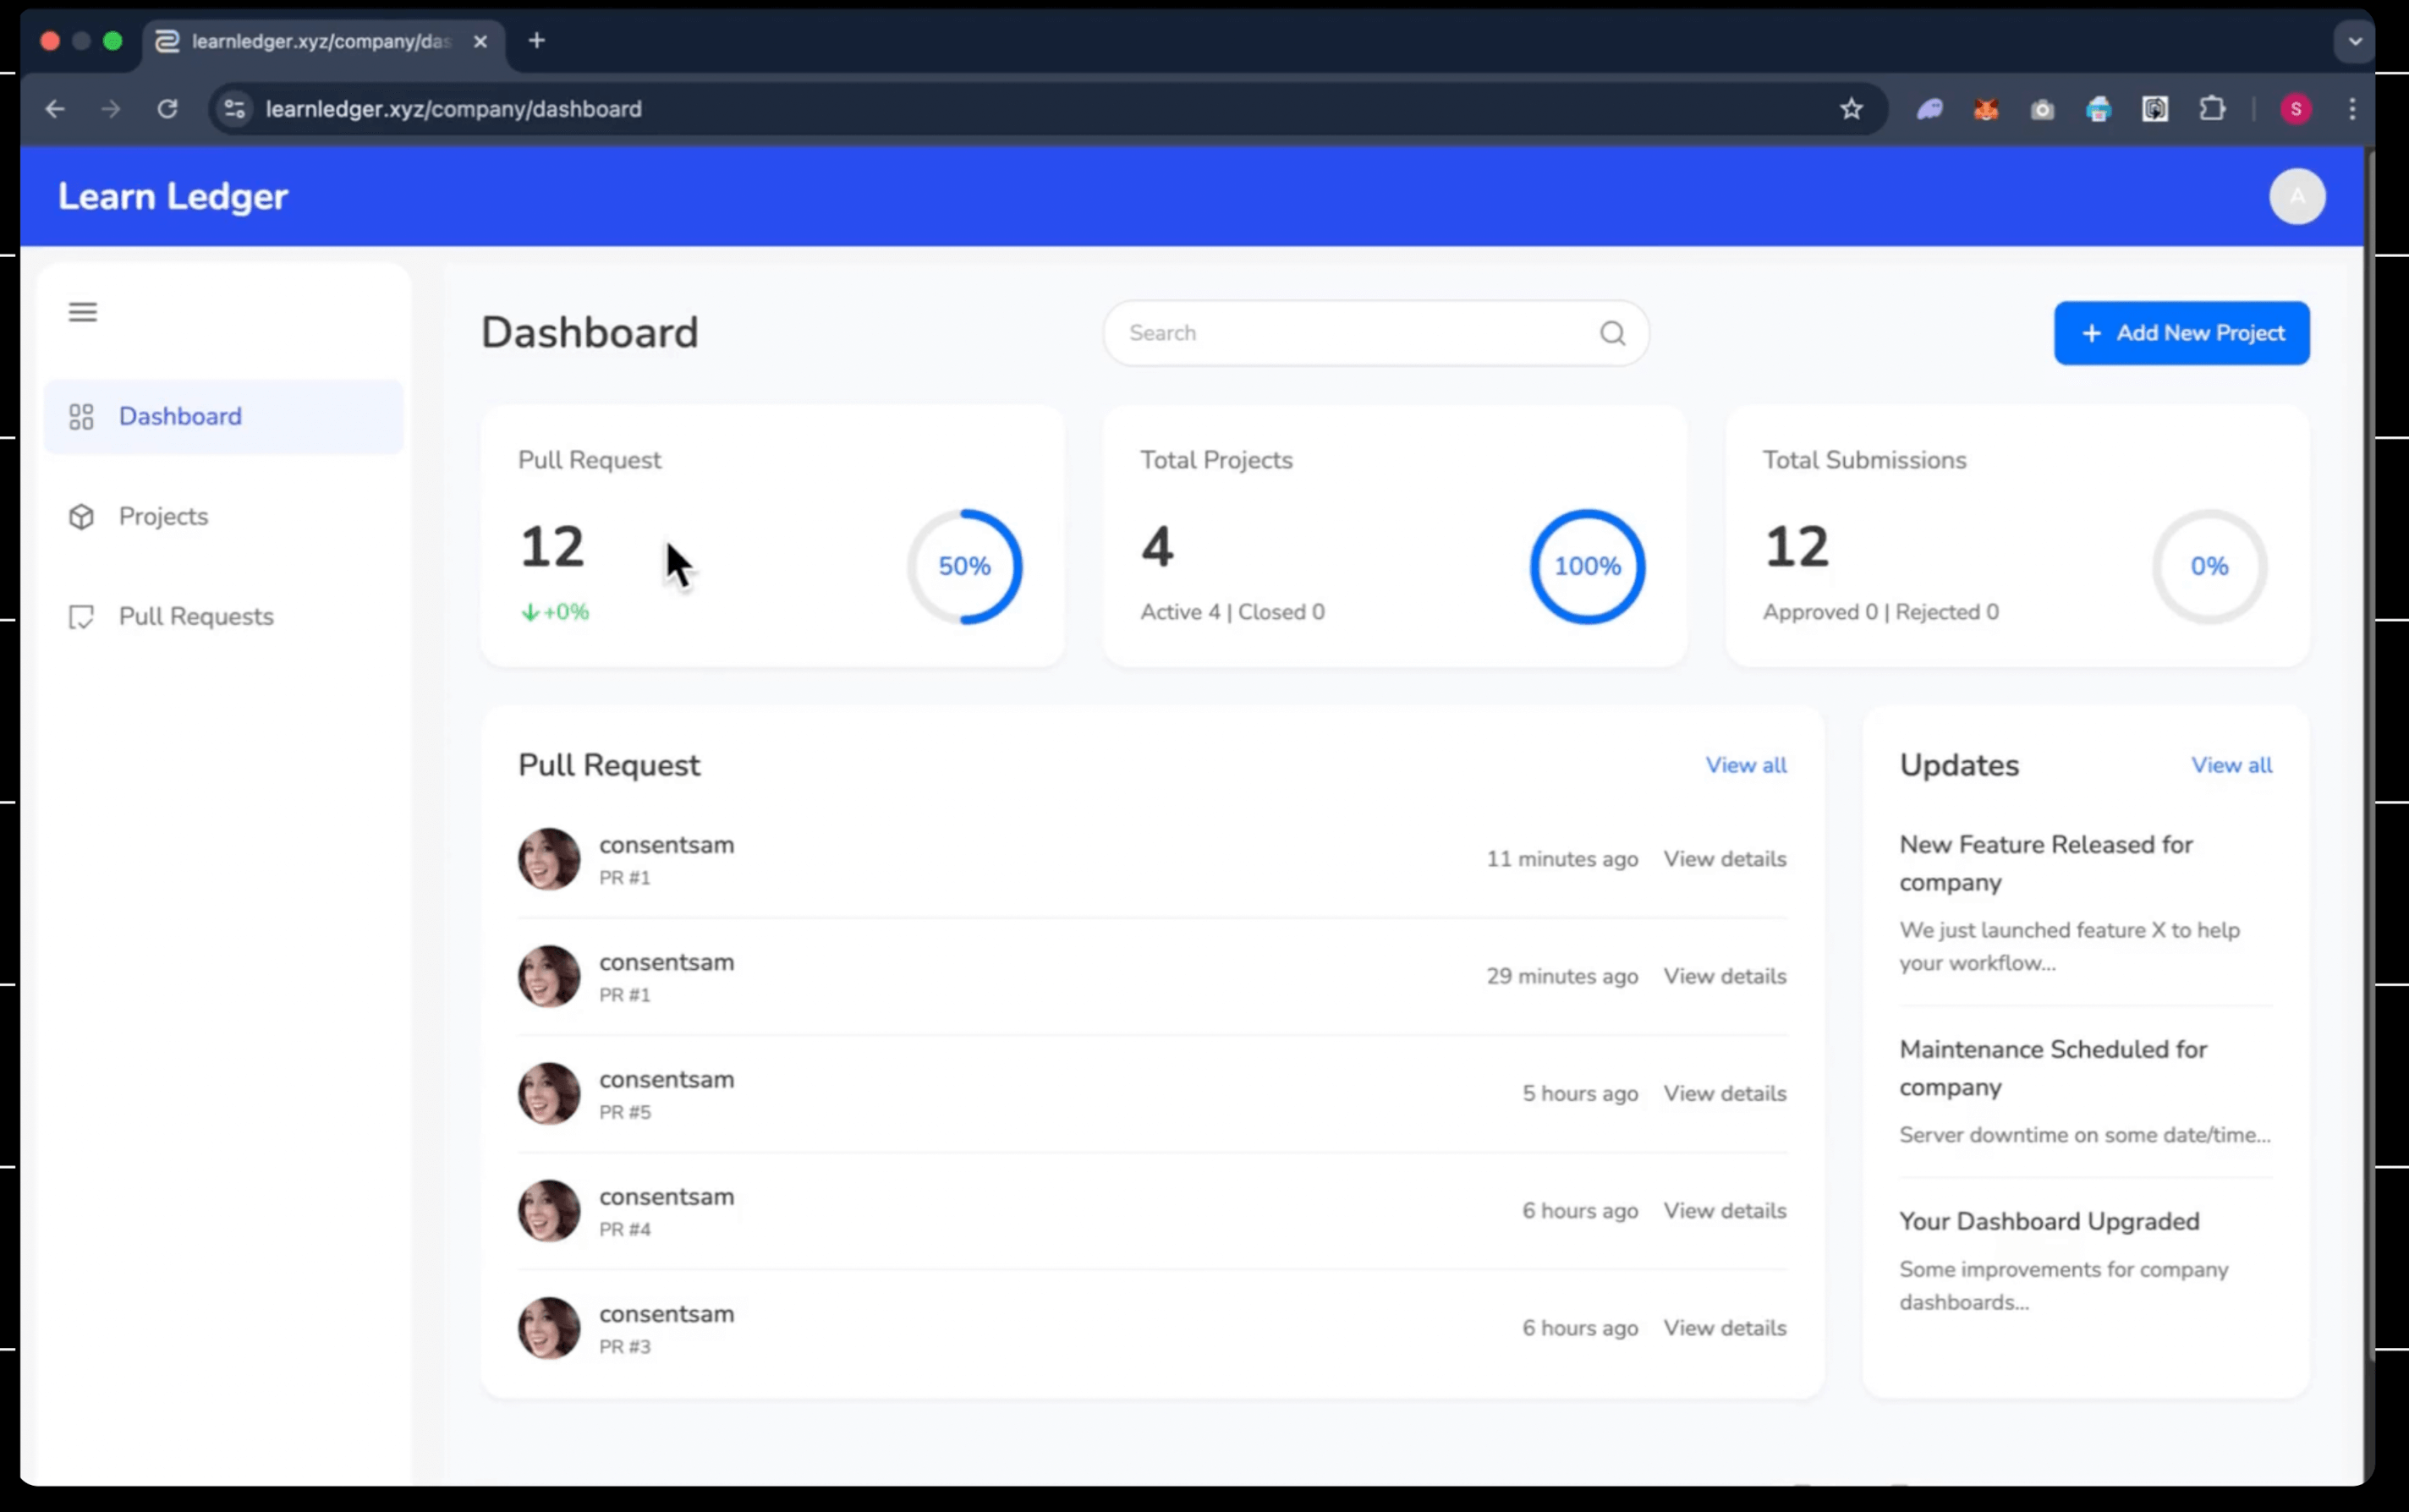 learnledger.xyz/company/das
learnledger.xyz/company/dashboard
S
Learn Ledger
A
Dashboard
Projects
Pull Requests
Dashboard
Search
+ Add New Project
Pull Request
12
50%
+0%
Total Projects
4
100%
Active 4 | Closed 0
Total Submissions
12
0%
Approved 0 | Rejected 0
Pull Request
View all
consentsam
PR #1
11 minutes ago View details
consentsam
PR #1
29 minutes ago View details
consentsam
PR #5
5 hours ago View details
consentsam
PR #4
6 hours ago View details
consentsam
PR #3
6 hours ago View details
Updates
View all
New Feature Released for
company
We just launched feature X to help
your workflow...
Maintenance Scheduled for
company
Server downtime on some date/time...
Your Dashboard Upgraded
Some improvements for company
dashboards...